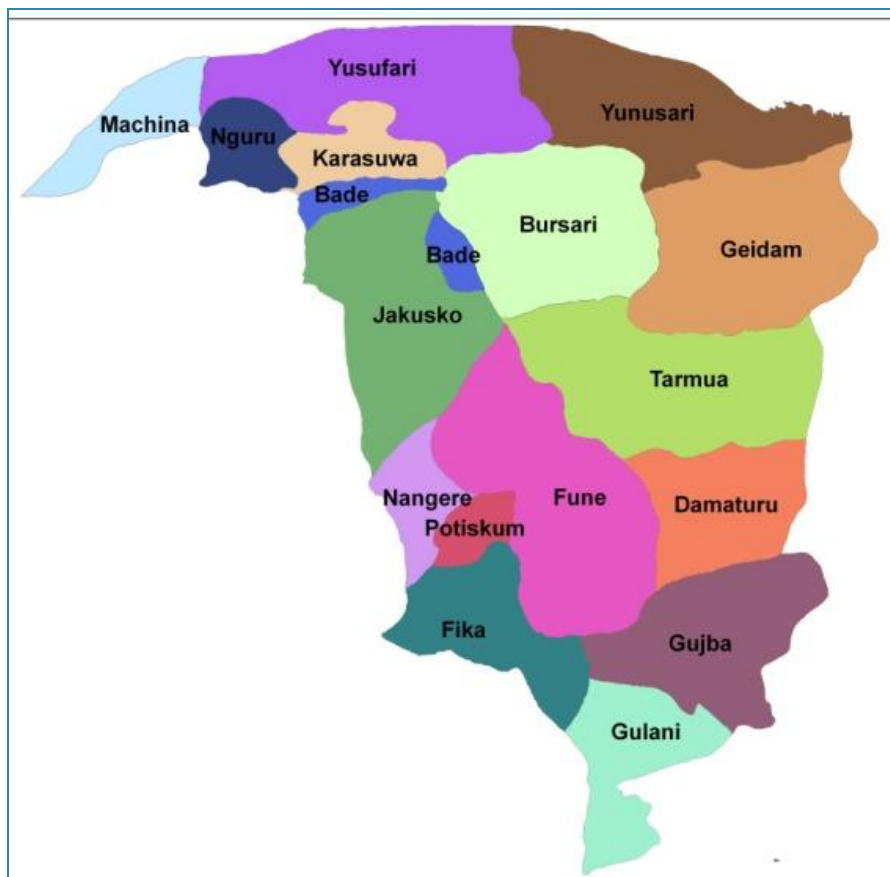 Yusufari
Machina
Yunusari
Nguru
Karasuwa
Bade
Bursari
Bade
Geidam
Jakusko
Tarmua
Nangere
Fune
Damaturu
Potiskum
Fika
Gujba
Gulani